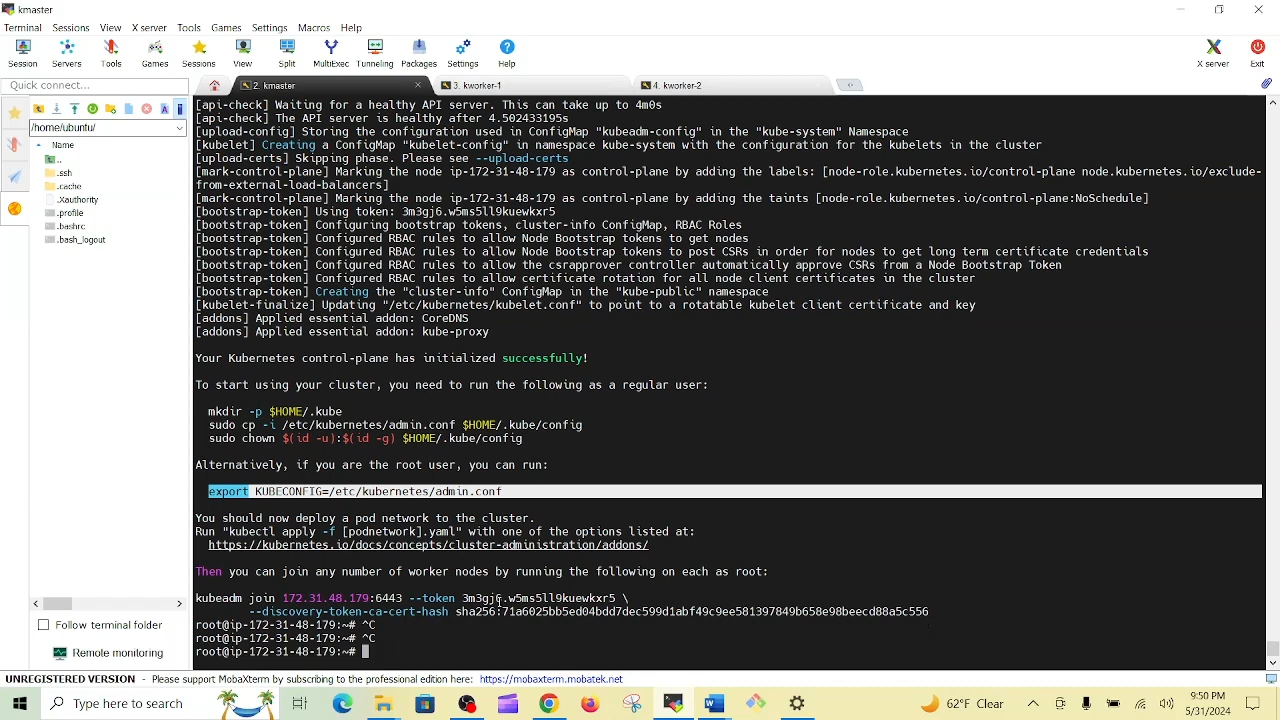 kmaster
Terminal Sessions View X server Tools Games Settings Macros Help
Session Servers Tools Games Sessions View Split MultiExec Tunneling Packages Settings Help X server Exit
Quick connect...
2. kmaster
3. kworker-1
4. kworker-2
/home/ubuntu/
Name
..
.ssh
.cache
.Xauthority
.profile
.bashrc
.bash_logout
Follow terminal folder
Remote monitoring
[api-check] Waiting for a healthy API server. This can take up to 4m0s
[api-check] The API server is healthy after 4.502433195s
[upload-config] Storing the configuration used in ConfigMap "kubeadm-config" in the "kube-system" Namespace
[kubelet] Creating a ConfigMap "kubelet-config" in namespace kube-system with the configuration for the kubelets in the cluster
[upload-certs] Skipping phase. Please see --upload-certs
[mark-control-plane] Marking the node ip-172-31-48-179 as control-plane by adding the labels: [node-role.kubernetes.io/control-plane node.kubernetes.io/exclude-
from-external-load-balancers]
[mark-control-plane] Marking the node ip-172-31-48-179 as control-plane by adding the taints [node-role.kubernetes.io/control-plane:NoSchedule]
[bootstrap-token] Using token: 3m3gj6.w5ms5ll9kuewkxr5
[bootstrap-token] Configuring bootstrap tokens, cluster-info ConfigMap, RBAC Roles
[bootstrap-token] Configured RBAC rules to allow Node Bootstrap tokens to get nodes
[bootstrap-token] Configured RBAC rules to allow Node Bootstrap tokens to post CSRs in order for nodes to get long term certificate credentials
[bootstrap-token] Configured RBAC rules to allow the csrapprover controller automatically approve CSRs from a Node Bootstrap Token
[bootstrap-token] Configured RBAC rules to allow certificate rotation for all node client certificates in the cluster
[bootstrap-token] Creating the "cluster-info" ConfigMap in the "kube-public" namespace
[kubelet-finalize] Updating "/etc/kubernetes/kubelet.conf" to point to a rotatable kubelet client certificate and key
[addons] Applied essential addon: CoreDNS
[addons] Applied essential addon: kube-proxy
Your Kubernetes control-plane has initialized successfully!
To start using your cluster, you need to run the following as a regular user:
mkdir -p $HOME/.kube
sudo cp -i /etc/kubernetes/admin.conf $HOME/.kube/config
sudo chown $(id -u):$(id -g) $HOME/.kube/config
Alternatively, if you are the root user, you can run:
export KUBECONFIG=/etc/kubernetes/admin.conf
You should now deploy a pod network to the cluster.
Run "kubectl apply -f [podnetwork].yaml" with one of the options listed at:
https://kubernetes.io/docs/concepts/cluster-administration/addons/
Then you can join any number of worker nodes by running the following on each as root:
kubeadm join 172.31.48.179:6443 --token 3m3gj6.w5ms5ll9kuewkxr5 \
--discovery-token-ca-cert-hash sha256:71a6025bb5ed04bdd7dec599d1abf49c9ee581397849b658e98beecd88a5c556
root@ip-172-31-48-179:~# ^C
root@ip-172-31-48-179:~# ^C
root@ip-172-31-48-179:~#
UNREGISTERED VERSION - Please support MobaXterm by subscribing to the professional edition here: https://mobaxterm.mobatek.net
Type here to search
62°F Clear
9:50 PM
5/31/2024